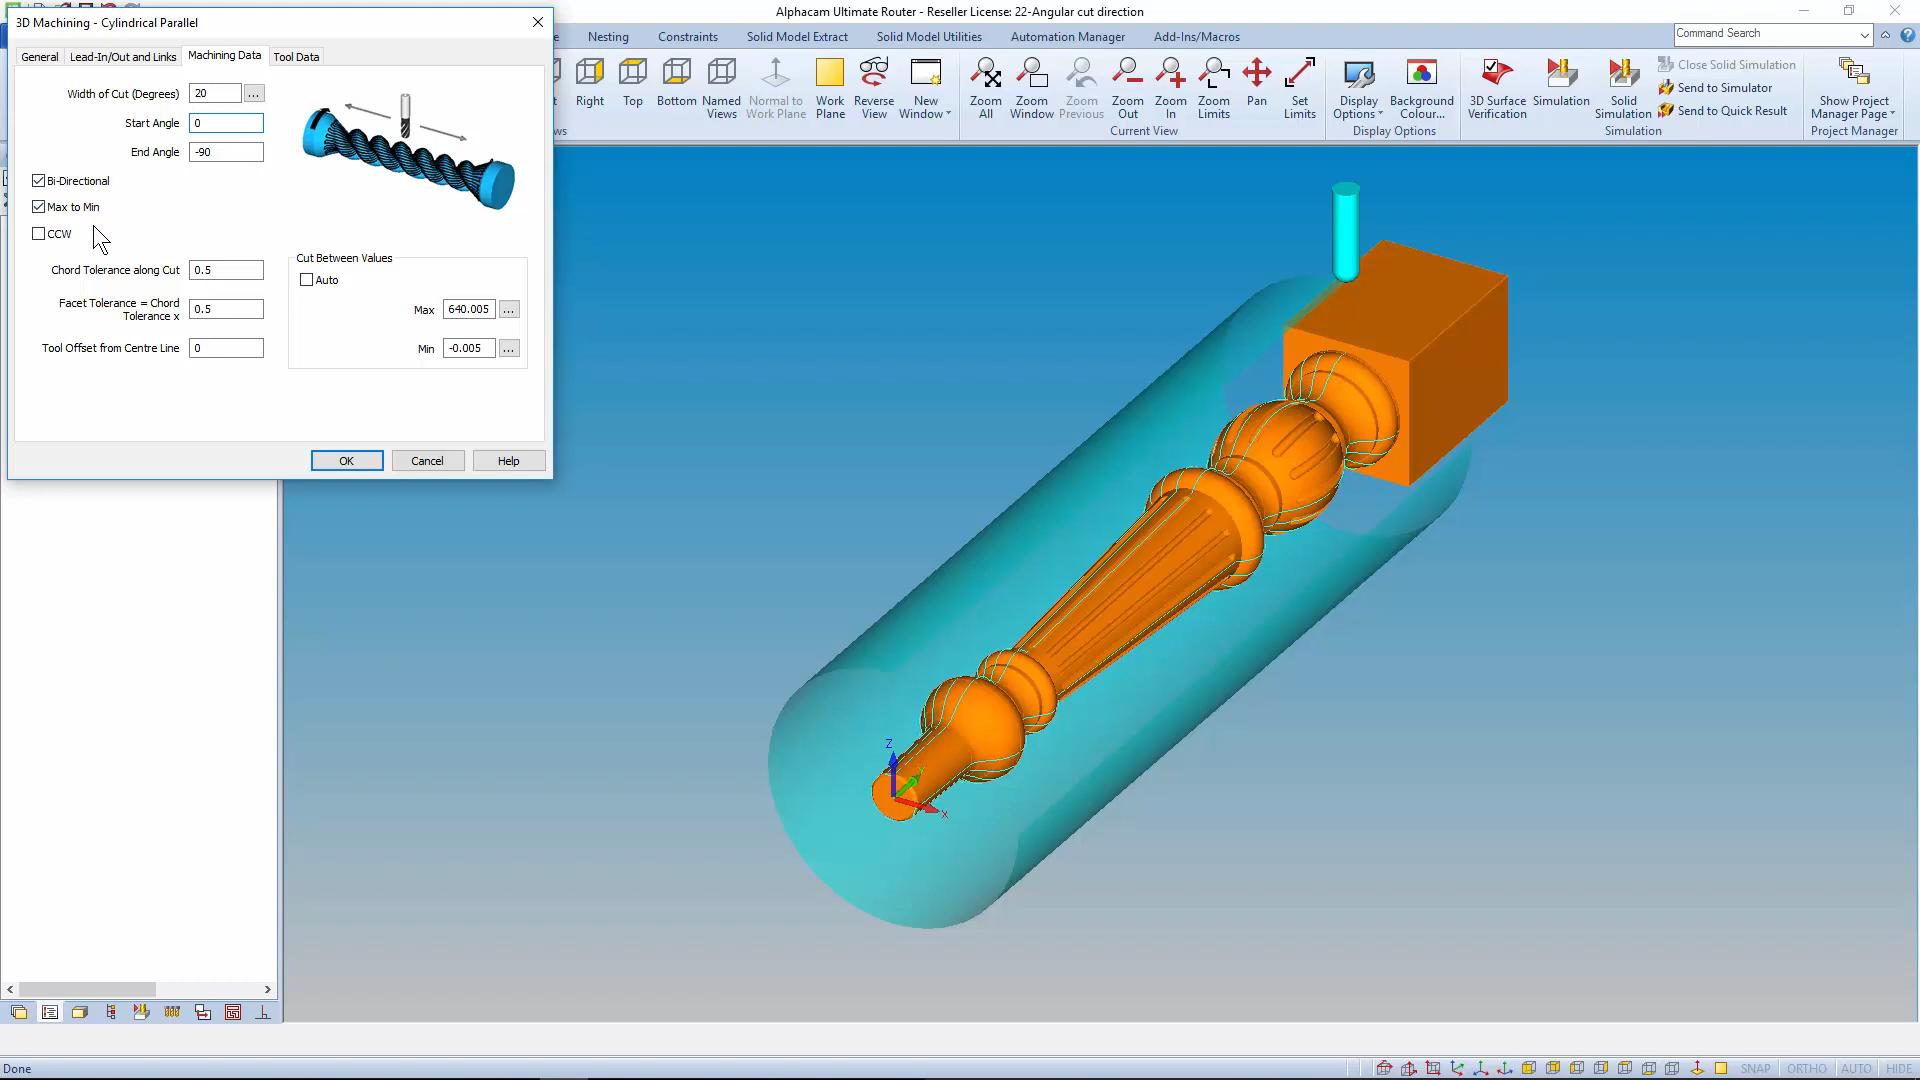 3D Machining - Cylindrical Parallel
Alphacam Ultimate Router - Reseller License: 22-Angular cut direction
Nesting
Constraints
Solid Model Extract
Solid Model Utilities
Automation Manager
Add-Ins/Macros
Command Search
General
Lead-In/Out and Links
Machining Data
Tool Data
Width of Cut (Degrees)
20
...
Start Angle
0
End Angle
-90
Bi-Directional
Max to Min
CCW
Chord Tolerance along Cut
0.5
Facet Tolerance = Chord
Tolerance x
0.5
Tool Offset from Centre Line
0
Cut Between Values
Auto
Max
640.005
...
Min
-0.005
...
OK
Cancel
Help
Right
Top
Bottom
Named
Views
Normal to
Work Plane
Work
Plane
Reverse
View
New
Window
Zoom
All
Zoom
Window
Zoom
Previous
Zoom
Out
Zoom
In
Zoom
Limits
Pan
Set
Limits
Current View
Display
Options
Background
Colour...
Display Options
3D Surface
Verification
Simulation
Solid
Simulation
Close Solid Simulation
Send to Simulator
Send to Quick Result
Simulation
Show Project
Manager Page
Project Manager
Z
X
Done
SNAP
ORTHO
AUTO
HIDE